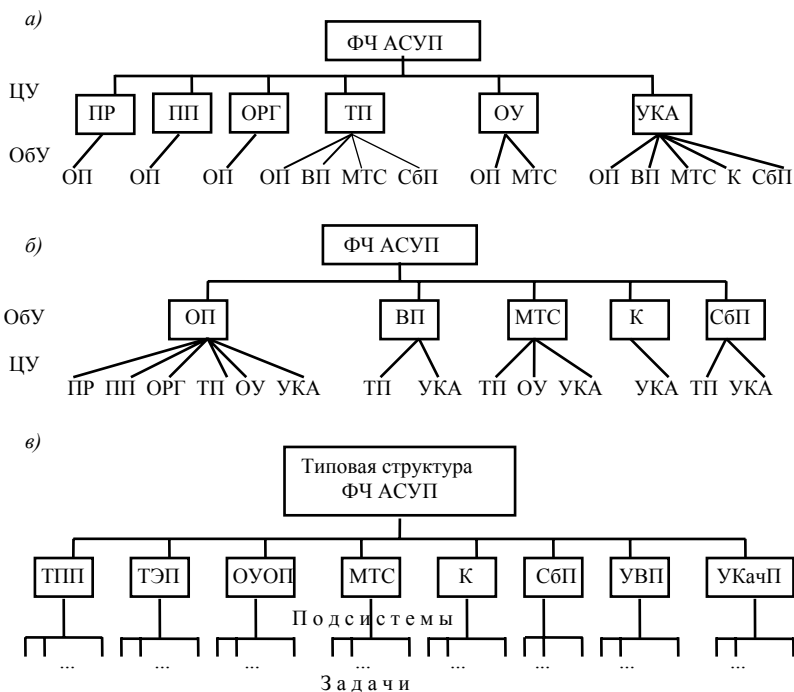 а)
ФЧ АСУП
ЦУ
ПР ПП ОРГ ТП ОУ УКА
ОбУ
ОП ОП ОП ОП ВП МТС СбП ОП МТС ОП ВП МТС К СбП
б)
ФЧ АСУП
ОбУ
ОП ВП МТС К СбП
ЦУ
ПР ПП ОРГ ТП ОУ УКА ТП УКА ТП ОУ УКА УКА ТП УКА
в)
Типовая структура
ФЧ АСУП
ТПП ТЭП ОУОП МТС К СбП УВП УКачП
Подсистемы
... ... ... ... ... ... ... ...
Задачи